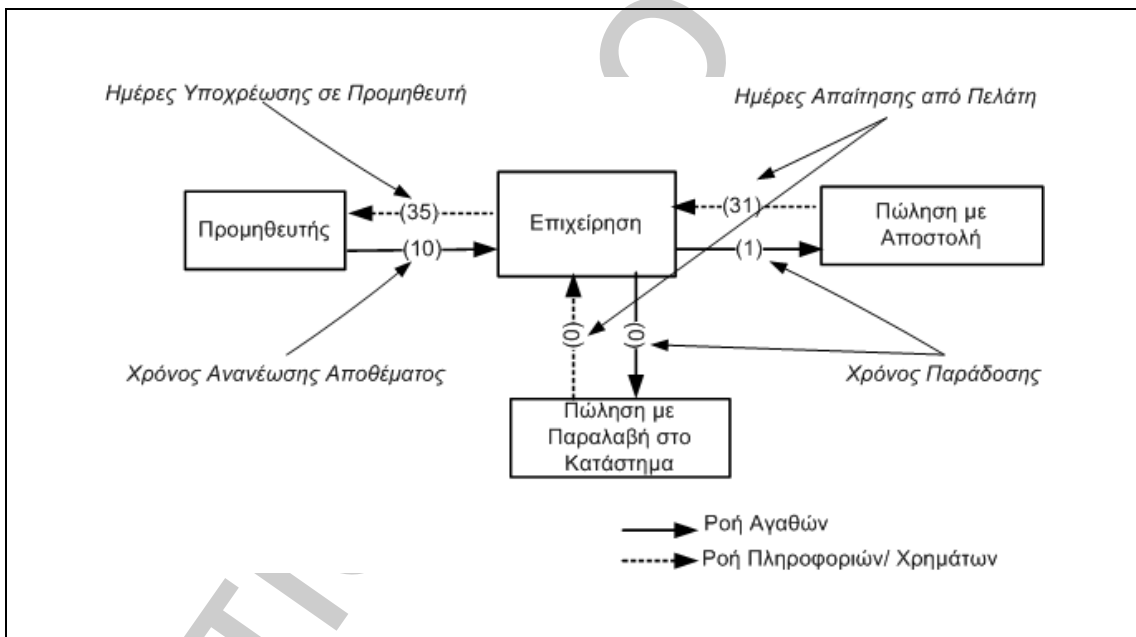 Ημέρες Υποχρέωσης σε Προμηθευτή
Ημέρες Απαίτησης από Πελάτη
Προμηθευτής
(35)
(10)
Επιχείρηση
(31)
(1)
Πώληση με
Αποστολή
(0)
(0)
Χρόνος Ανανέωσης Αποθέματος
Χρόνος Παράδοσης
Πώληση με
Παραλαβή στο
Κατάστημα
Ροή Αγαθών
Ροή Πληροφοριών/ Χρημάτων